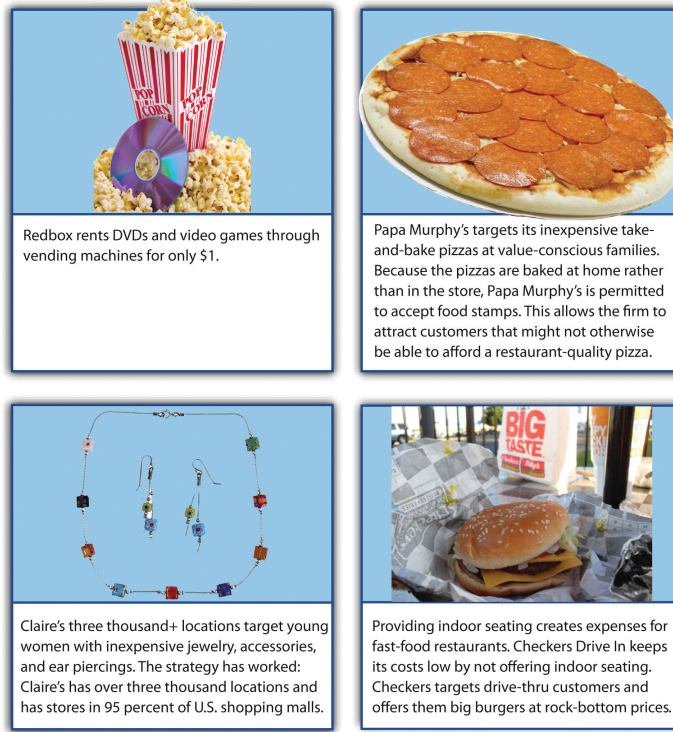 POP
CORN
POP
CORN
Redbox rents DVDs and video games through
vending machines for only $1.
Papa Murphy’s targets its inexpensive take-
and-bake pizzas at value-conscious families.
Because the pizzas are baked at home rather
than in the store, Papa Murphy’s is permitted
to accept food stamps. This allows the firm to
attract customers that might not otherwise
be able to afford a restaurant-quality pizza.
BIG
TASTE
Claire’s three thousand+ locations target young
women with inexpensive jewelry, accessories,
and ear piercings. The strategy has worked:
Claire’s has over three thousand locations and
has stores in 95 percent of U.S. shopping malls.
Providing indoor seating creates expenses for
fast-food restaurants. Checkers Drive In keeps
its costs low by not offering indoor seating.
Checkers targets drive-thru customers and
offers them big burgers at rock-bottom prices.